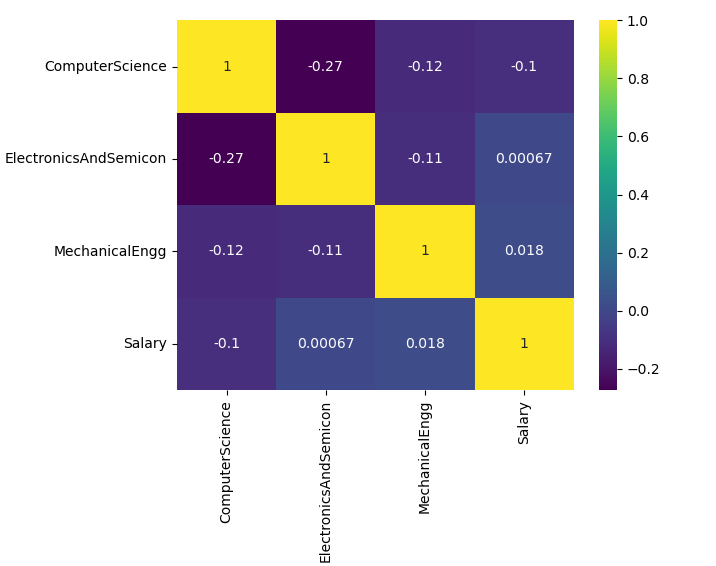 ComputerScience 1 -0.27 -0.12 -0.1
ElectronicsAndSemicon -0.27 1 -0.11 0.00067
MechanicalEngg -0.12 -0.11 1 0.018
Salary -0.1 0.00067 0.018 1
ComputerScience
ElectronicsAndSemicon
MechanicalEngg
Salary
1.0
0.8
0.6
0.4
0.2
0.0
−0.2